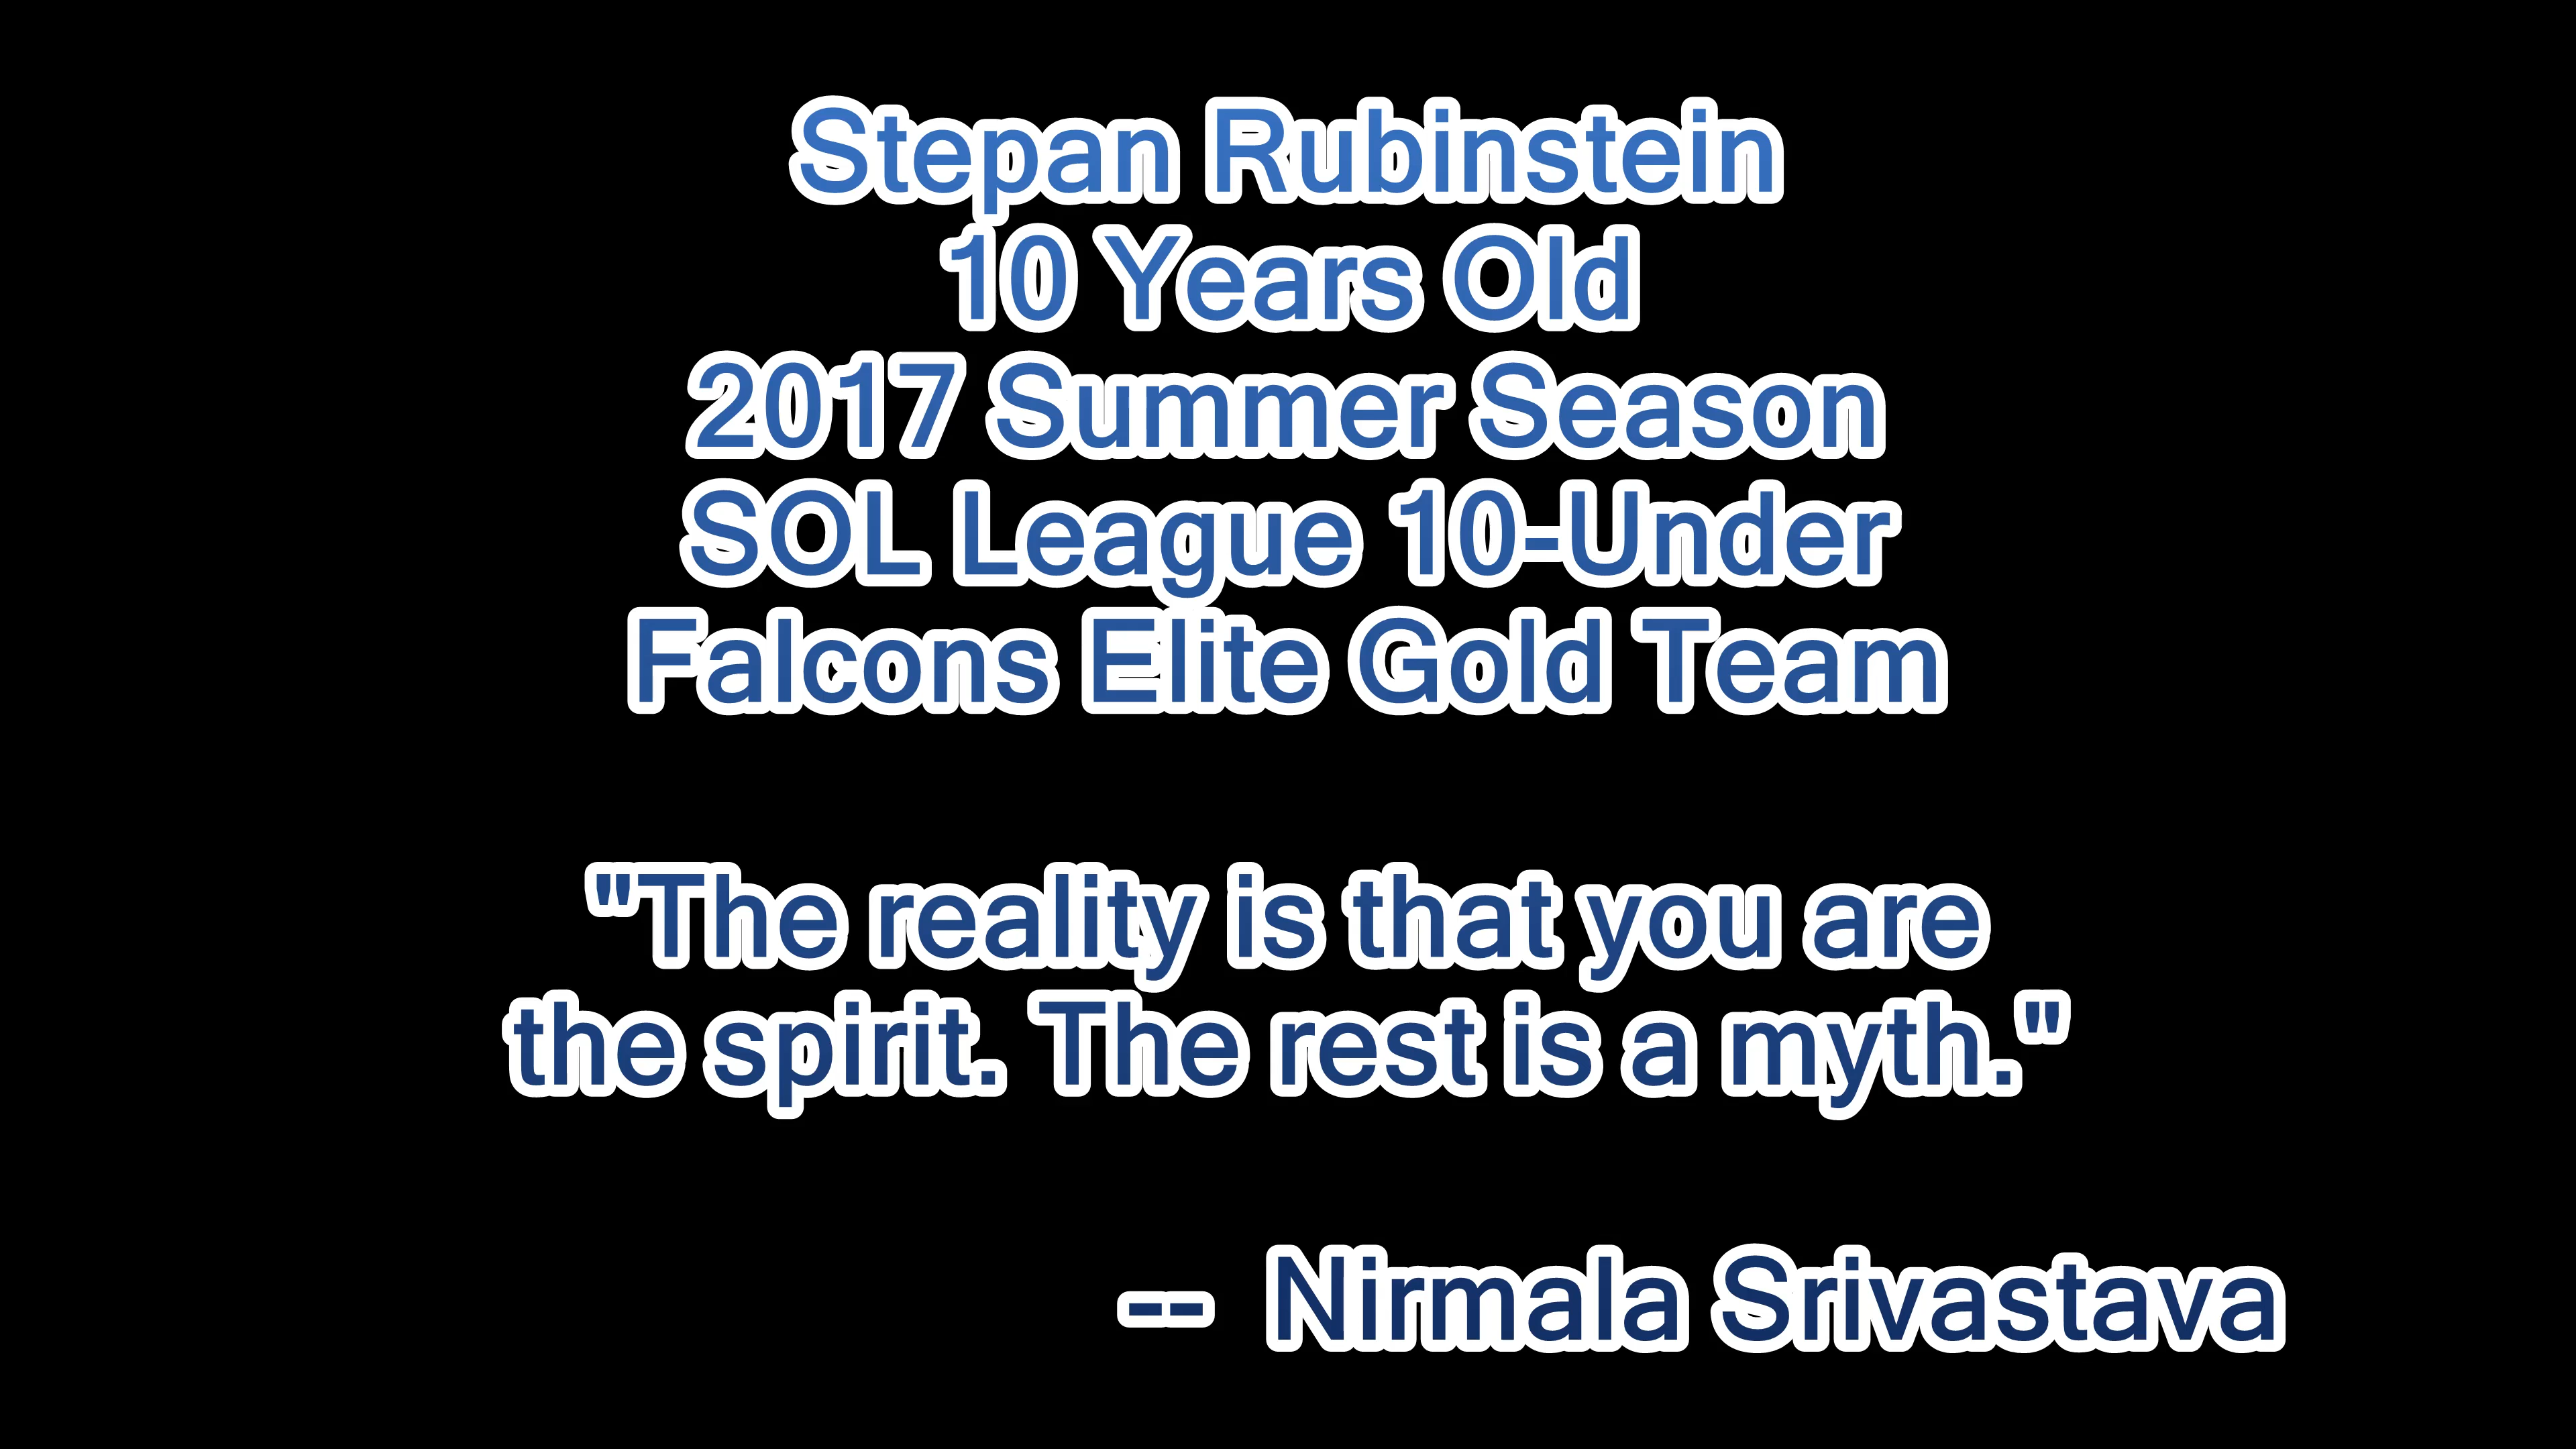 Stepan Rubinstein
10 Years Old
2017 Summer Season
SOL League 10-Under
Falcons Elite Gold Team
"The reality is that you are
the spirit. The rest is a myth."
-- Nirmala Srivastava